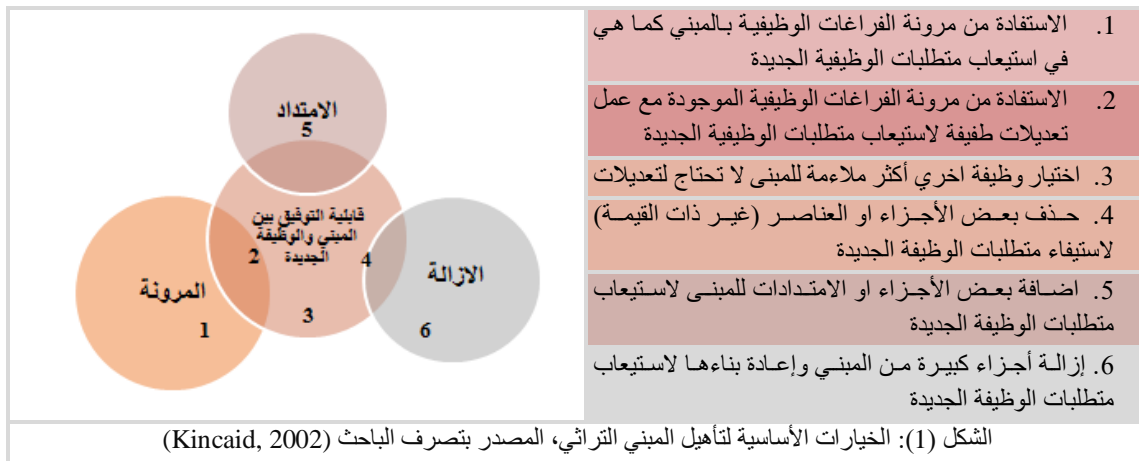 الامتداد
5
قابلية التوفيق بين
المبني والوظيفة
الجديدة
2
4
3
المرونة
1
الازالة
6
1. الاستفادة من مرونة الفراغات الوظيفية بالمبني كما هي
في استيعاب متطلبات الوظيفية الجديدة
2. الاستفادة من مرونة الفراغات الوظيفية الموجودة مع عمل
تعديلات طفيفة لاستيعاب متطلبات الوظيفية الجديدة
3. اختيار وظيفة اخري أكثر ملاءمة للمبنى لا تحتاج لتعديلات
4. حذف بعض الأجزاء او العناصر (غير ذات القيمة)
لاستيفاء متطلبات الوظيفة الجديدة
5. اضافة بعض الأجزاء او الامتدادات للمبنى لاستيعاب
متطلبات الوظيفة الجديدة
6. إزالة أجزاء كبيرة من المبني وإعادة بناءها لاستيعاب
متطلبات الوظيفة الجديدة
الشكل (1): الخيارات الأساسية لتأهيل المبني التراثي، المصدر بتصرف الباحث (Kincaid, 2002)